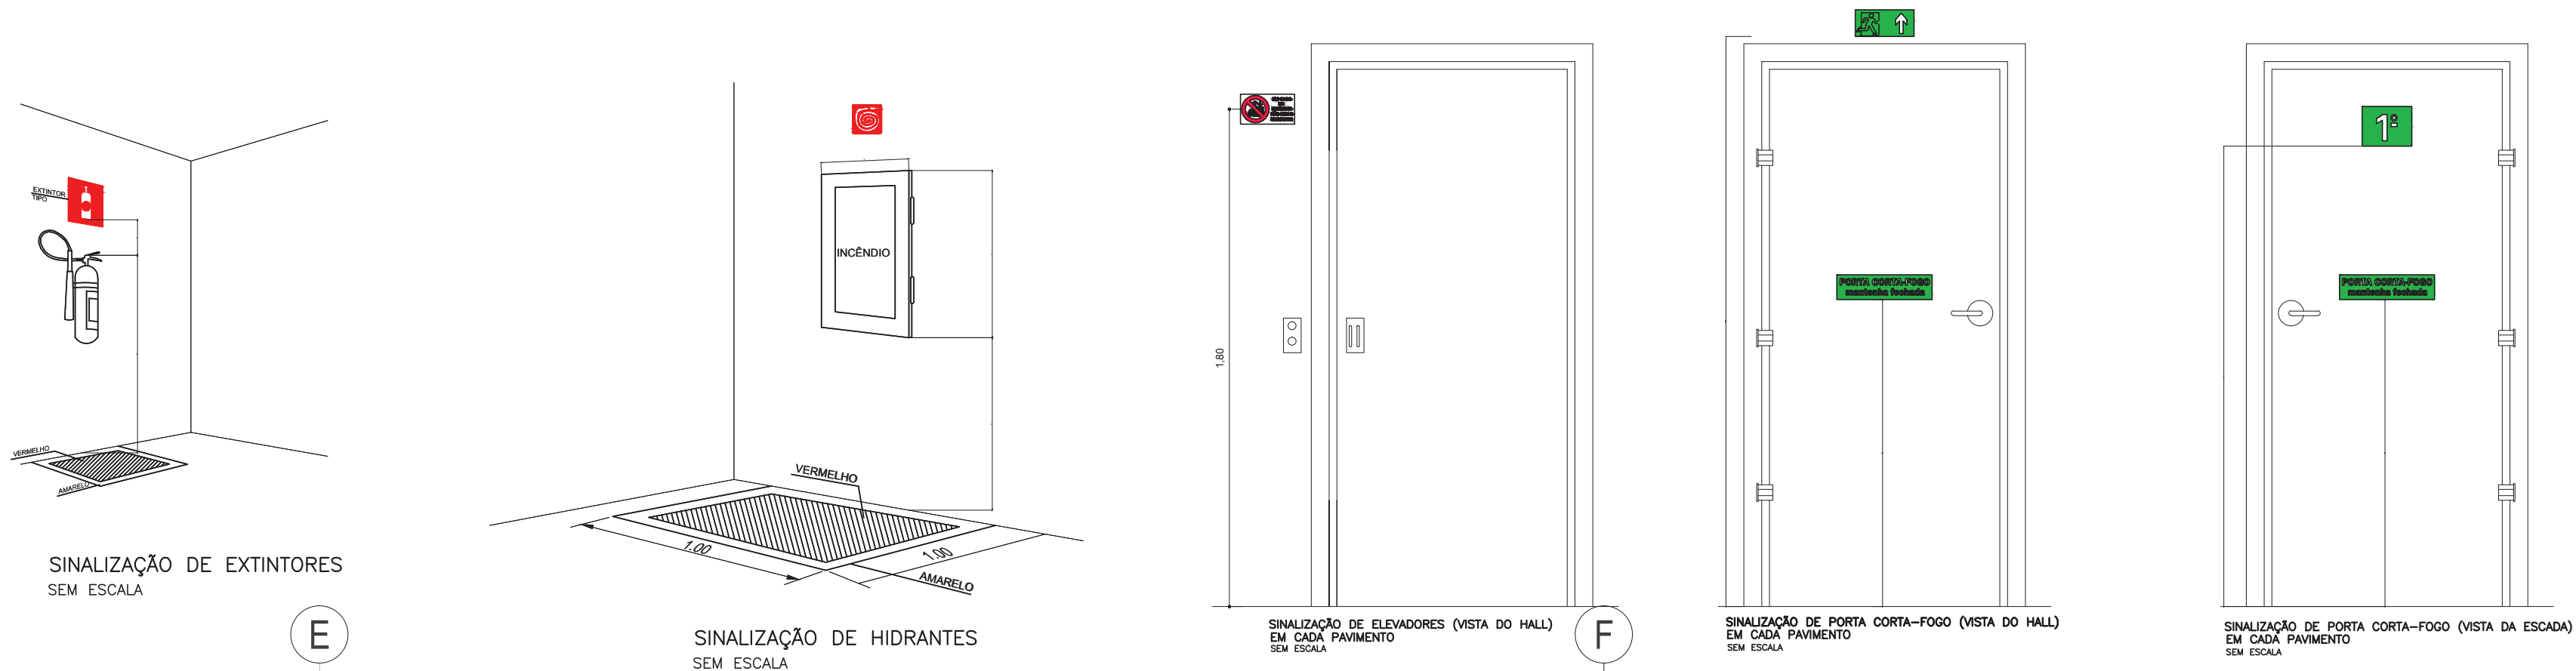 EXTINTOR
TIPO
VERMELHO
AMARELO
SINALIZAÇÃO DE EXTINTORES
SEM ESCALA
E
INCÊNDIO
VERMELHO
1.00
1.00
AMARELO
SINALIZAÇÃO DE HIDRANTES
SEM ESCALA
1,80
SINALIZAÇÃO DE ELEVADORES (VISTA DO HALL)
EM CADA PAVIMENTO
SEM ESCALA
F
PORTA CORTA-FOGO
mantenha fechada
SINALIZAÇÃO DE PORTA CORTA-FOGO (VISTA DO HALL)
EM CADA PAVIMENTO
SEM ESCALA
1º
PORTA CORTA-FOGO
mantenha fechada
SINALIZAÇÃO DE PORTA CORTA-FOGO (VISTA DA ESCADA)
EM CADA PAVIMENTO
SEM ESCALA